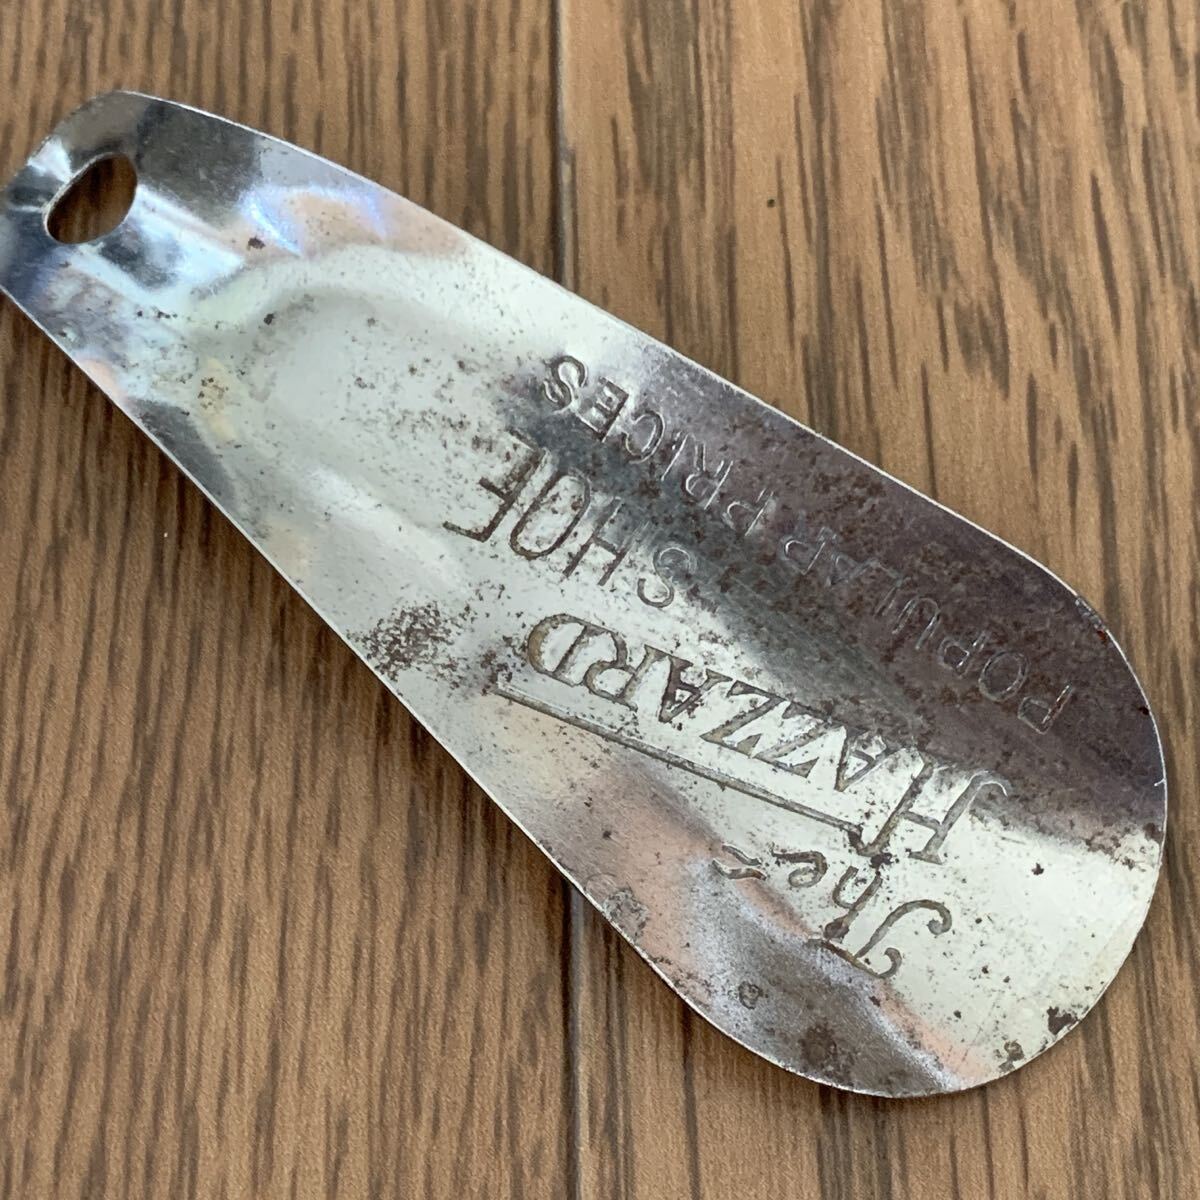 The
HAZZARD
SHOE
POPULAR PRICES